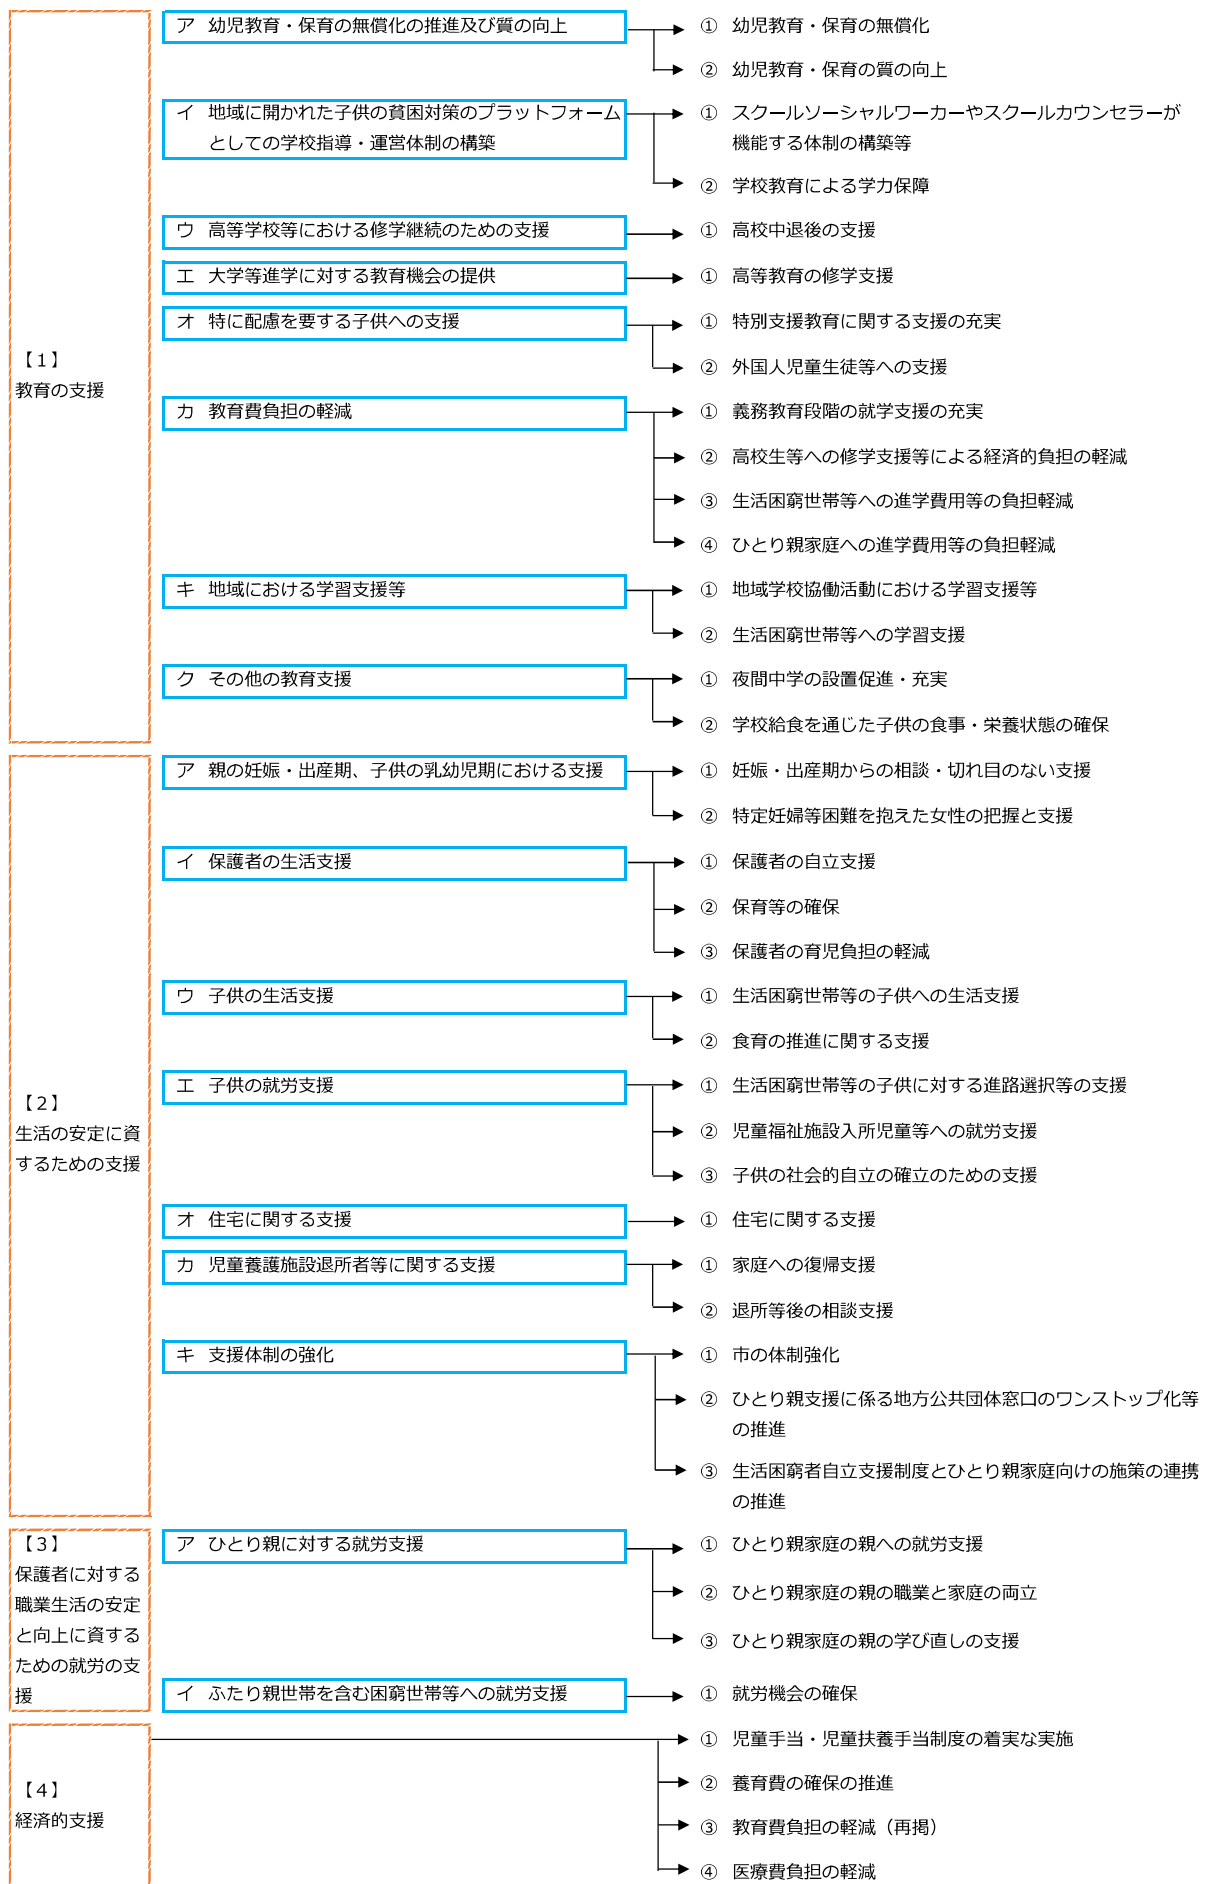 【１】
教育の支援
ア 幼児教育・保育の無償化の推進及び質の向上
① 幼児教育・保育の無償化
② 幼児教育・保育の質の向上
イ 地域に開かれた子供の貧困対策のプラットフォーム
としての学校指導・運営体制の構築
① スクールソーシャルワーカーやスクールカウンセラーが
機能する体制の構築等
② 学校教育による学力保障
ウ 高等学校等における修学継続のための支援
① 高校中退後の支援
エ 大学等進学に対する教育機会の提供
① 高等教育の修学支援
オ 特に配慮を要する子供への支援
① 特別支援教育に関する支援の充実
② 外国人児童生徒等への支援
カ 教育費負担の軽減
① 義務教育段階の就学支援の充実
② 高校生等への修学支援等による経済的負担の軽減
③ 生活困窮世帯等への進学費用等の負担軽減
④ ひとり親家庭への進学費用等の負担軽減
キ 地域における学習支援等
① 地域学校協働活動における学習支援等
② 生活困窮世帯等への学習支援
ク その他の教育支援
① 夜間中学の設置促進・充実
② 学校給食を通じた子供の食事・栄養状態の確保
【２】
生活の安定に資
するための支援
ア 親の妊娠・出産期、子供の乳幼児期における支援
① 妊娠・出産期からの相談・切れ目のない支援
② 特定妊婦等困難を抱えた女性の把握と支援
イ 保護者の生活支援
① 保護者の自立支援
② 保育等の確保
③ 保護者の育児負担の軽減
ウ 子供の生活支援
① 生活困窮世帯等の子供への生活支援
② 食育の推進に関する支援
エ 子供の就労支援
① 生活困窮世帯等の子供に対する進路選択等の支援
② 児童福祉施設入所児童等への就労支援
③ 子供の社会的自立の確立のための支援
オ 住宅に関する支援
① 住宅に関する支援
カ 児童養護施設退所者等に関する支援
① 家庭への復帰支援
② 退所等後の相談支援
キ 支援体制の強化
① 市の体制強化
② ひとり親支援に係る地方公共団体窓口のワンストップ化等
の推進
③ 生活困窮者自立支援制度とひとり親家庭向けの施策の連携
の推進
【３】
保護者に対する
職業生活の安定
と向上に資する
ための就労の支
援
ア ひとり親に対する就労支援
① ひとり親家庭の親への就労支援
② ひとり親家庭の親の職業と家庭の両立
③ ひとり親家庭の親の学び直しの支援
イ ふたり親世帯を含む困窮世帯等への就労支援
① 就労機会の確保
【４】
経済的支援
① 児童手当・児童扶養手当制度の着実な実施
② 養育費の確保の推進
③ 教育費負担の軽減（再掲）
④ 医療費負担の軽減